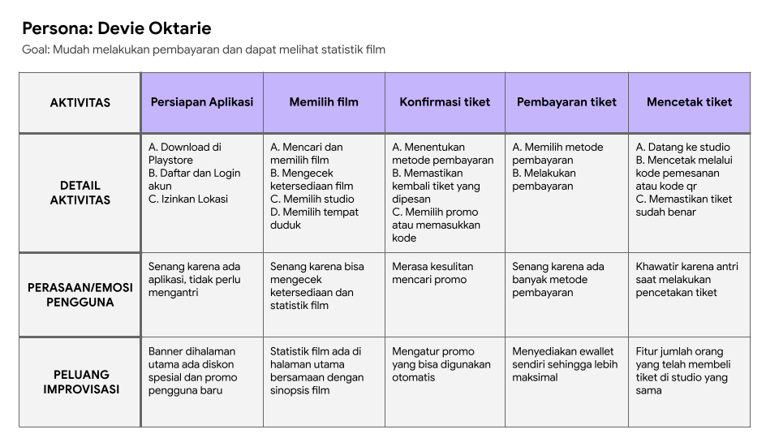 Persona: Devie Oktarie
Goal: Mudah melakukan pembayaran dan dapat melihat statistik film
AKTIVITAS
Persiapan Aplikasi
Memilih film
Konfirmasi tiket
Pembayaran tiket
Mencetak tiket
DETAIL
AKTIVITAS
A. Download di
Playstore
B. Daftar dan Login
akun
C. Izinkan Lokasi
A. Mencari dan
memilih film
B. Mengecek
ketersediaan film
C. Memilih studio
D. Memilih tempat
duduk
A. Menentukan
metode pembayaran
B. Memastikan
kembali tiket yang
dipesan
C. Memilih promo
atau memasukkan
kode
A. Memilih metode
pembayaran
B. Melakukan
pembayaran
A. Datang ke studio
B. Mencetak melalui
kode pemesanan
atau kode qr
C. Memastikan tiket
sudah benar
PERASAAN/EMOSI
PENGGUNA
Senang karena ada
aplikasi, tidak perlu
mengantri
Senang karena bisa
mengecek
ketersediaan dan
statistik film
Merasa kesulitan
mencari promo
Senang karena ada
banyak metode
pembayaran
Khawatir karena antri
saat melakukan
pencetakan tiket
PELUANG
IMPROVISASI
Banner dihalaman
utama ada diskon
spesial dan promo
pengguna baru
Statistik film ada di
halaman utama
bersamaan dengan
sinopsis film
Mengatur promo
yang bisa digunakan
otomatis
Menyediakan ewallet
sendiri sehingga lebih
maksimal
Fitur jumlah orang
yang telah membeli
tiket di studio yang
sama